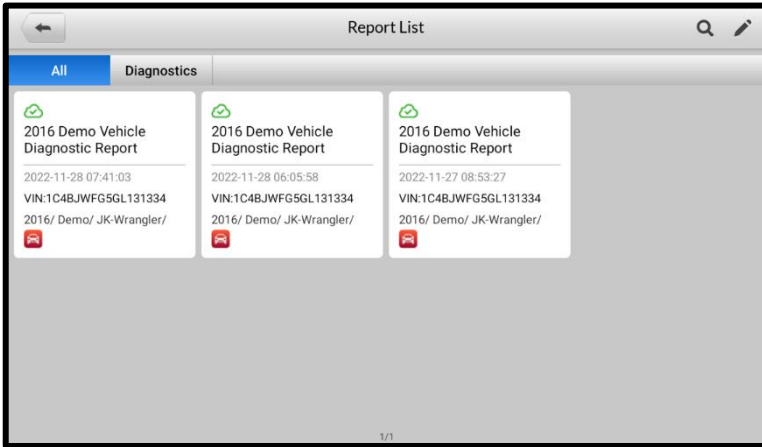 Report List
All
Diagnostics
2016 Demo Vehicle
Diagnostic Report
2022-11-28 07:41:03
VIN:1C4BJWFG5GL131334
2016/ Demo/ JK-Wrangler/
2016 Demo Vehicle
Diagnostic Report
2022-11-28 06:05:58
VIN:1C4BJWFG5GL131334
2016/ Demo/ JK-Wrangler/
2016 Demo Vehicle
Diagnostic Report
2022-11-27 08:53:27
VIN:1C4BJWFG5GL131334
2016/ Demo/ JK-Wrangler/
1/1